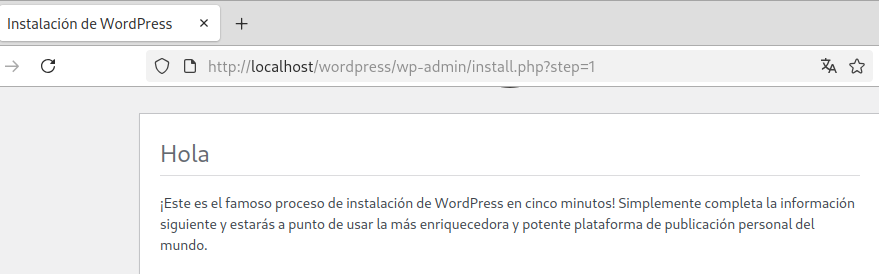 Instalación de WordPress
http://localhost/wordpress/wp-admin/install.php?step=1
Hola
¡Este es el famoso proceso de instalación de WordPress en cinco minutos! Simplemente completa la información
siguiente y estarás a punto de usar la más enriquecedora y potente plataforma de publicación personal del
mundo.